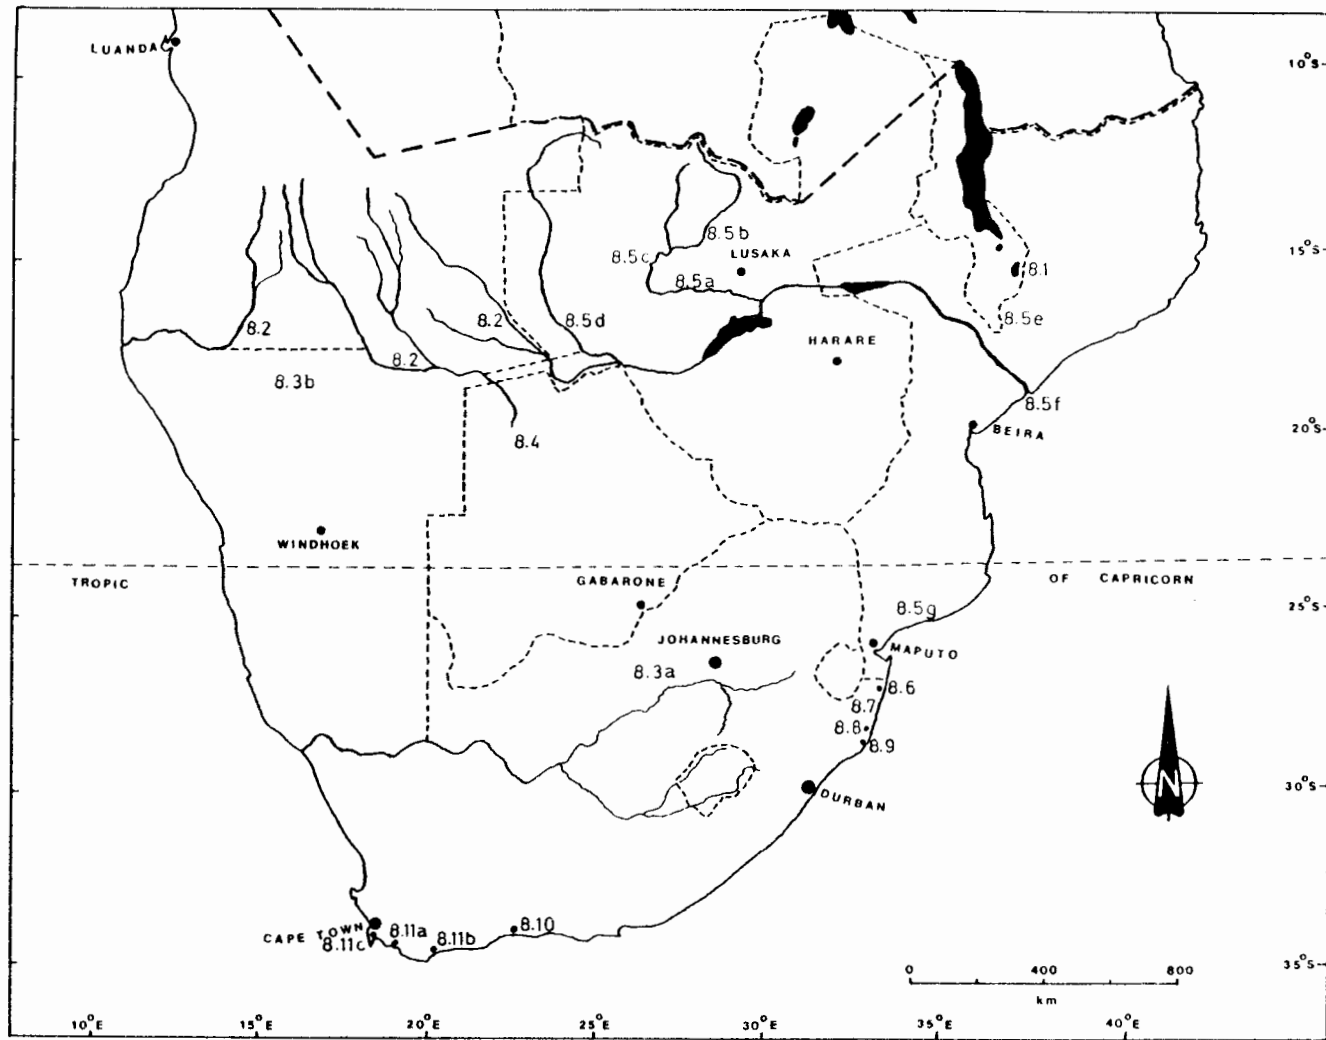 LUANDA
10°S
8.5b
LUSAKA
15°S
8.5c
8.1
8.5a
8.2
8.2
8.5d
8.5e
HARARE
8.2
8.3b
8.5f
20°S
BEIRA
8.4
WINDHOEK
TROPIC
GABARONE
OF CAPRICORN
8.5g
25°S
JOHANNESBURG
MAPUTO
8.3a
8.6
8.7
8.8
8.9
N
30°S
DURBAN
8.10
CAPE TOWN
8.11a
8.11b
8.11c
35°S
0 400 800
km
10°E 15°E 20°E 25°E 30°E 35°E 40°E